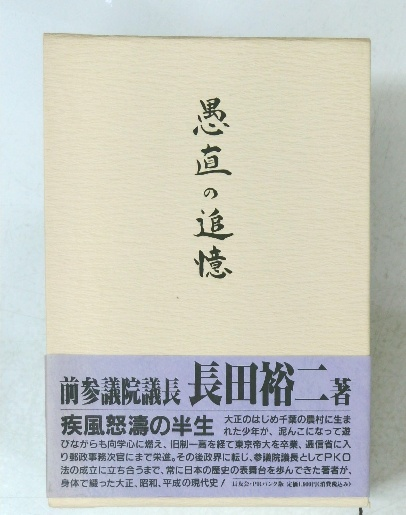 愚直の追憶
前参議院議長 長田裕二著
疾風怒濤の半生 大正のはじめ千葉の農村に生ま
れた少年が、泥んこになって遊
びながらも向学心に燃え、旧制一高を経て東京帝大を卒業、逓信省に入
り郵政事務次官にまで栄進。その後政界に転じ、参議院議長としてPKO
法の成立に立ち合うまで、常に日本の歴史の表舞台を歩んできた著者が、
身体で綴った大正、昭和、平成の現代史!